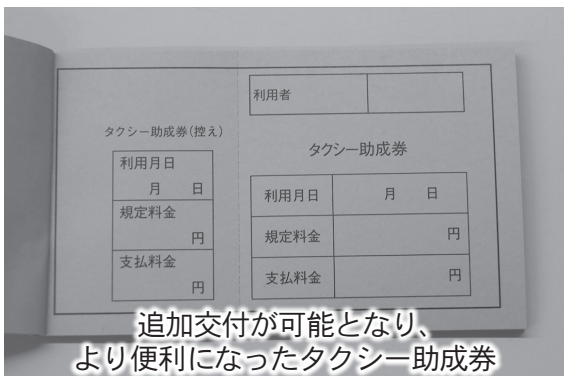 タクシー助成券(控え)
利用月日
月 日
規定料金
円
支払料金
円
利用者
タクシー助成券
利用月日 月 日
規定料金 円
支払料金 円
追加交付が可能となり、
より便利になったタクシー助成券